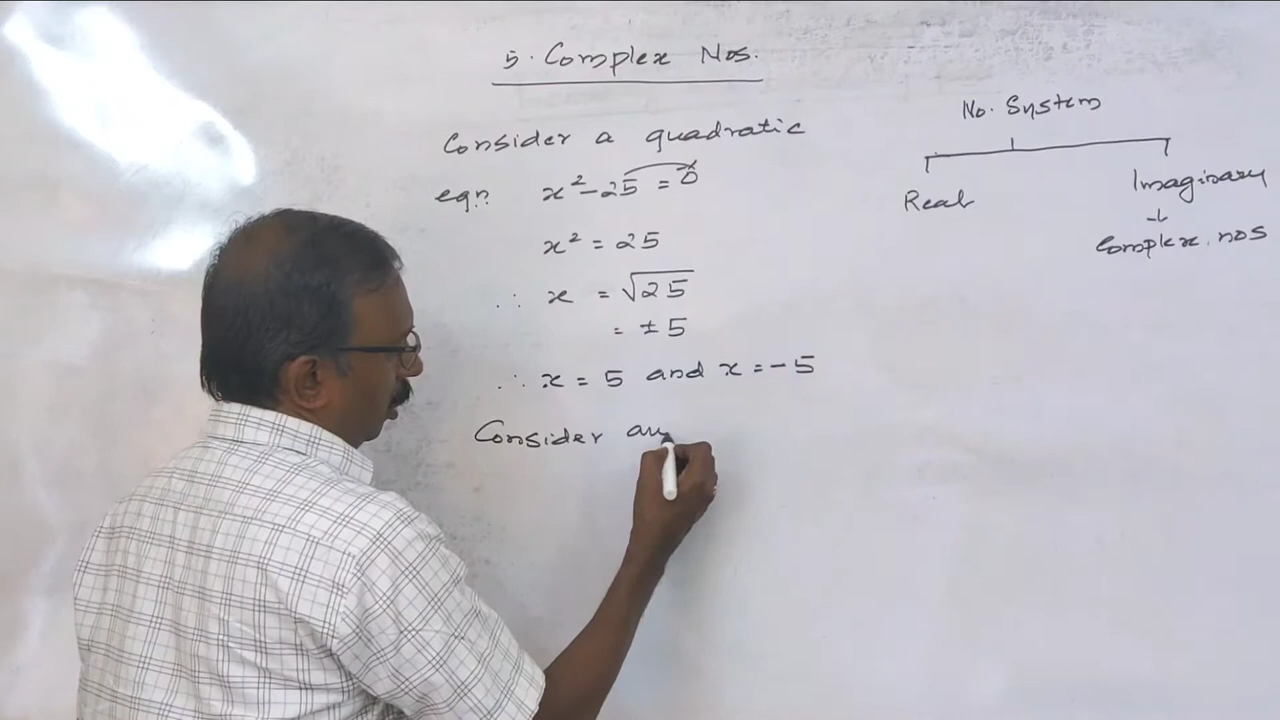 5. Complex Nos.
Consider a quadratic
eqn x² - 25 = 0
x² = 25
∴ x = √25
= ±5
∴ x = 5 and x = -5
Consider an
No. System
Real
Imaginary
Complex. nos